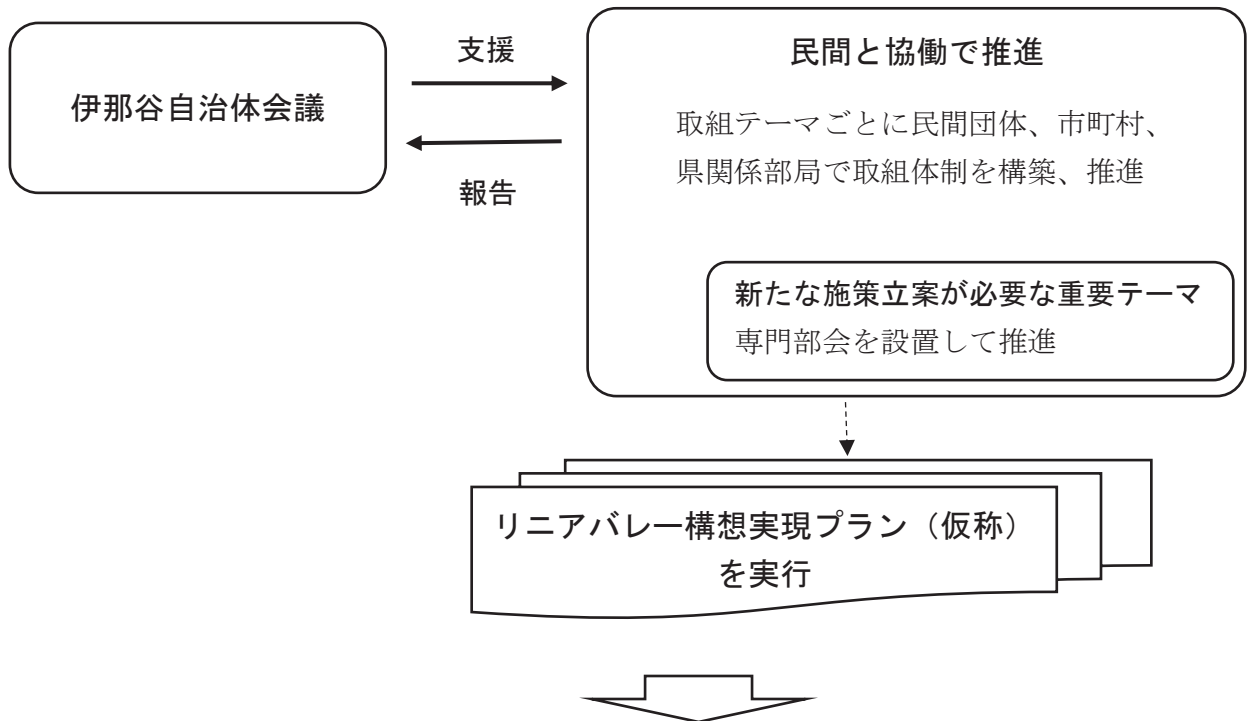 伊那谷自治体会議
支援
報告
民間と協働で推進
取組テーマごとに民間団体、市町村、
県関係部局で取組体制を構築、推進
新たな施策立案が必要な重要テーマ
専門部会を設置して推進
リニアバレー構想実現プラン（仮称）
を実行